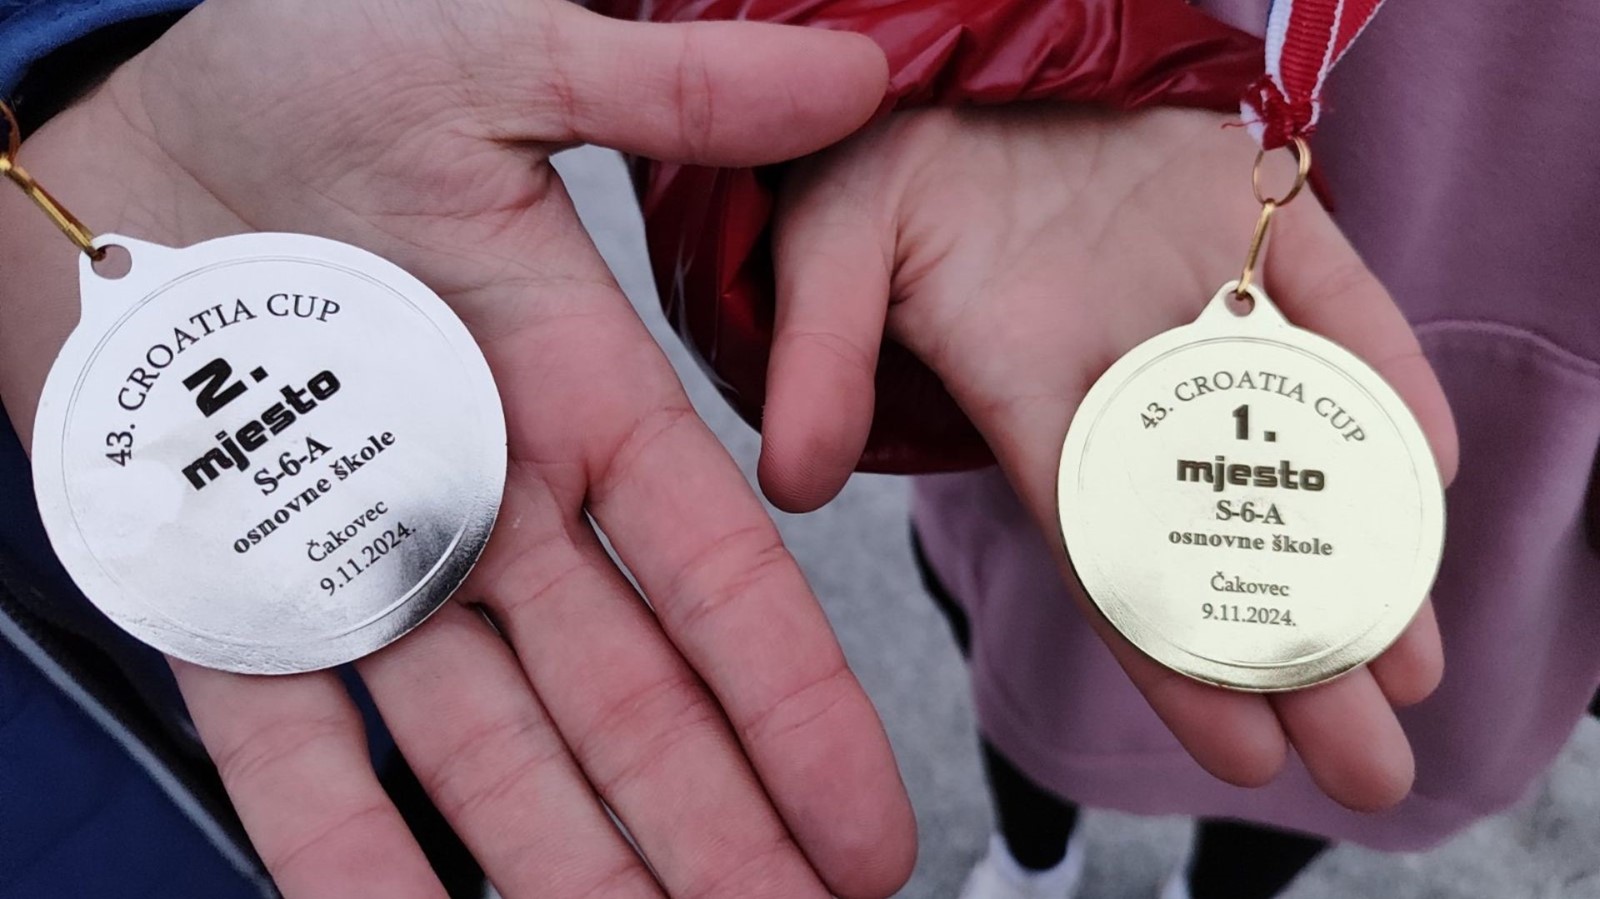 43. CROATIA CUP
2.
mjesto
S-6-A
osnovne škole
Čakovec
9.11.2024.
43. CROATIA CUP
1.
mjesto
S-6-A
osnovne škole
Čakovec
9.11.2024.